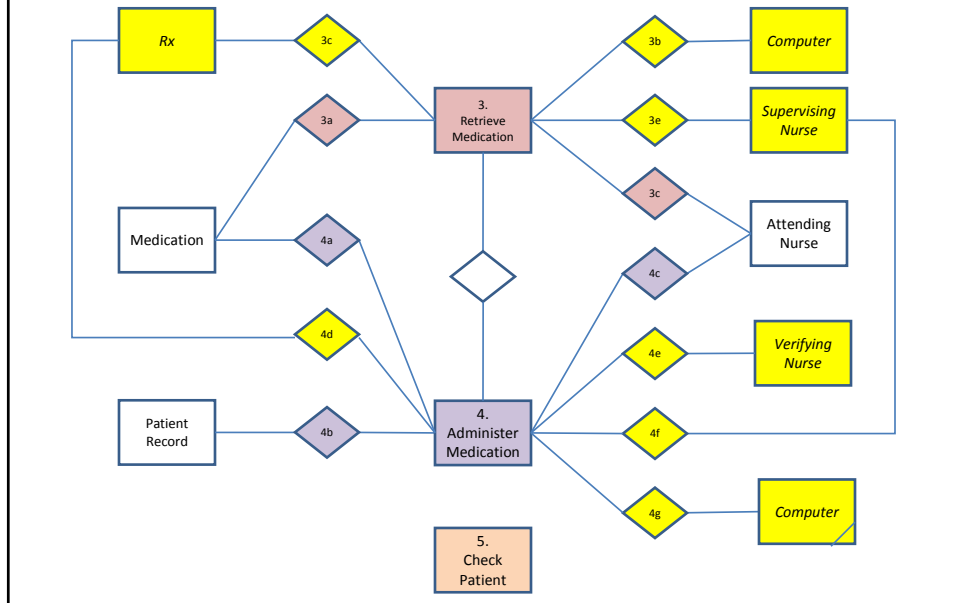 Rx
3c
3b
Computer
3a
3.
Retrieve
Medication
3e
Supervising
Nurse
3c
Medication
4a
Attending
Nurse
4c
4d
4e
Verifying
Nurse
Patient
Record
4b
4.
Administer
Medication
4f
4g
Computer
5.
Check
Patient